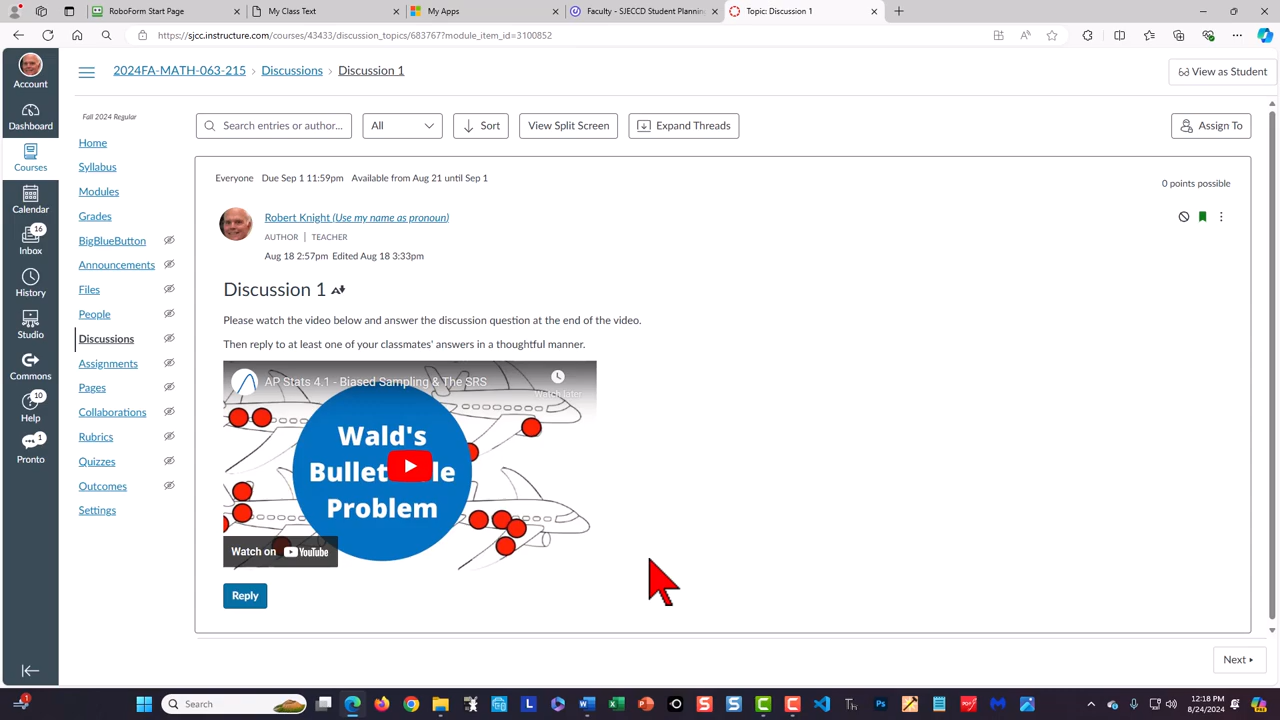 RoboForm Start Page
My Class Texts
My Apps
Faculty - SJECCD Student Planni
Topic: Discussion 1
https://sjcc.instructure.com/courses/43433/discussion_topics/683767?module_item_id=3100852
Account
Dashboard
Courses
Calendar
16
Inbox
History
Studio
Commons
10
Help
1
Pronto
2024FA-MATH-063-215 › Discussions › Discussion 1
View as Student
Fall 2024 Regular
Home
Syllabus
Modules
Grades
BigBlueButton
Announcements
Files
People
Discussions
Assignments
Pages
Collaborations
Rubrics
Quizzes
Outcomes
Settings
Search entries or author...
All
Sort
View Split Screen
Expand Threads
Assign To
Everyone Due Sep 1 11:59pm Available from Aug 21 until Sep 1
0 points possible
Robert Knight (Use my name as pronoun)
AUTHOR | TEACHER
Aug 18 2:57pm Edited Aug 18 3:33pm
Discussion 1
Please watch the video below and answer the discussion question at the end of the video.
Then reply to at least one of your classmates' answers in a thoughtful manner.
AP Stats 4.1 - Biased Sampling & The SRS
Watch later
Wald's
Problem
Watch on YouTube
Reply
Next
1
Search
12:18 PM
8/24/2024